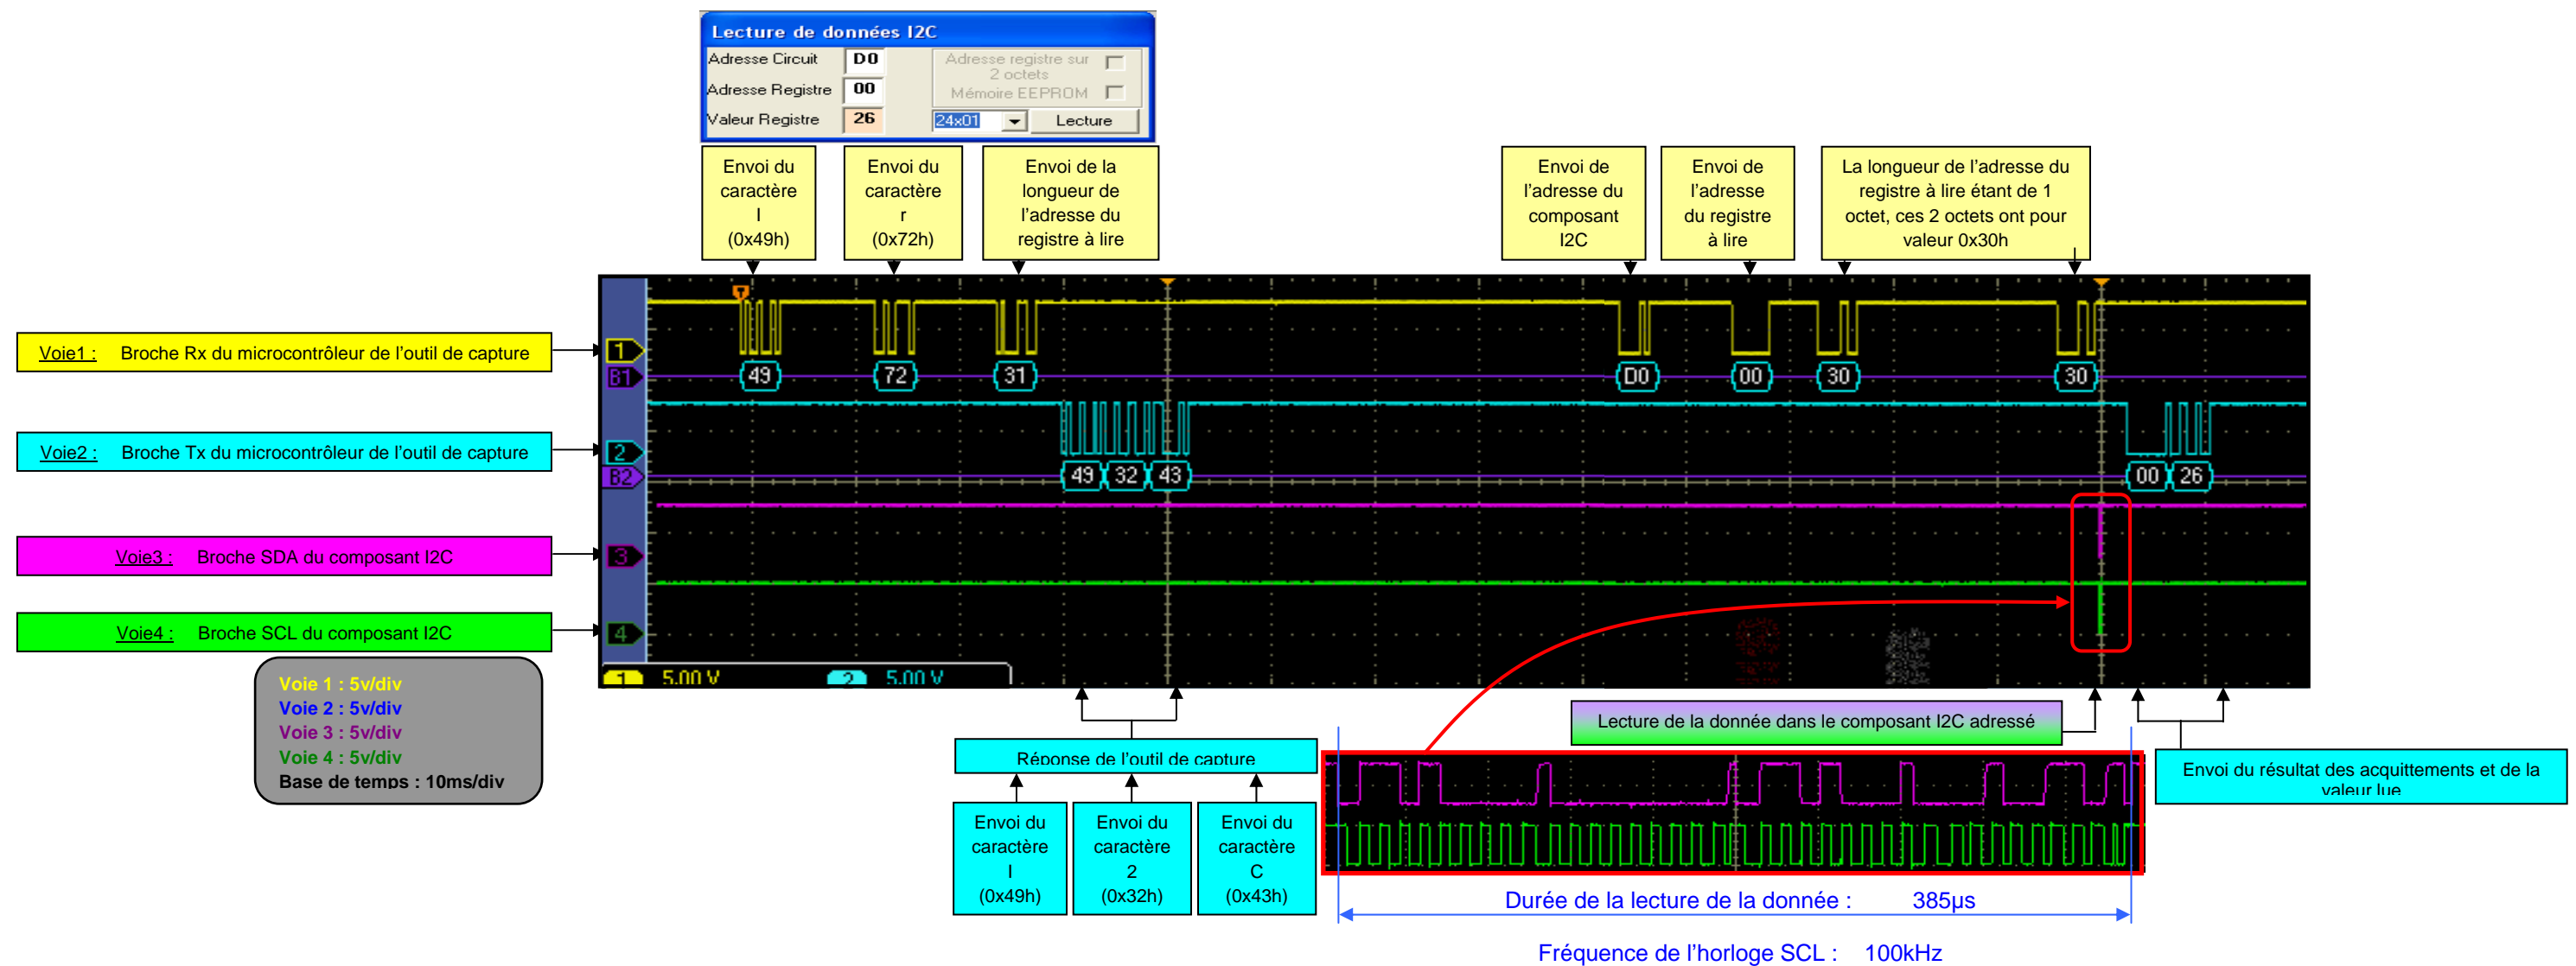 Lecture de données I2C
Adresse Circuit D0
Adresse registre sur
2 octets
Adresse Registre 00
Mémoire EEPROM
Valeur Registre 26
24x01 Lecture
Envoi du
caractère
I
(0x49h)
Envoi du
caractère
r
(0x72h)
Envoi de la
longueur de
l'adresse du
registre à lire
Envoi de
l'adresse du
composant
I2C
Envoi de
l'adresse
du registre
à lire
La longueur de l'adresse du
registre à lire étant de 1
octet, ces 2 octets ont pour
valeur 0x30h
T
Voie1 : Broche Rx du microcontrôleur de l'outil de capture
1
B1 49 72 31 D0 00 30 30
Voie2 : Broche Tx du microcontrôleur de l'outil de capture
2
B2 49 32 43 00 26
Voie3 : Broche SDA du composant I2C
3
Voie4 : Broche SCL du composant I2C
4
1 5.00 V 2 5.00 V
Voie 1 : 5v/div
Voie 2 : 5v/div
Voie 3 : 5v/div
Voie 4 : 5v/div
Base de temps : 10ms/div
Lecture de la donnée dans le composant I2C adressé
Réponse de l'outil de capture
Envoi du résultat des acquittements et de la
valeur lue
Envoi du
caractère
I
(0x49h)
Envoi du
caractère
2
(0x32h)
Envoi du
caractère
C
(0x43h)
Durée de la lecture de la donnée : 385µs
Fréquence de l'horloge SCL : 100kHz